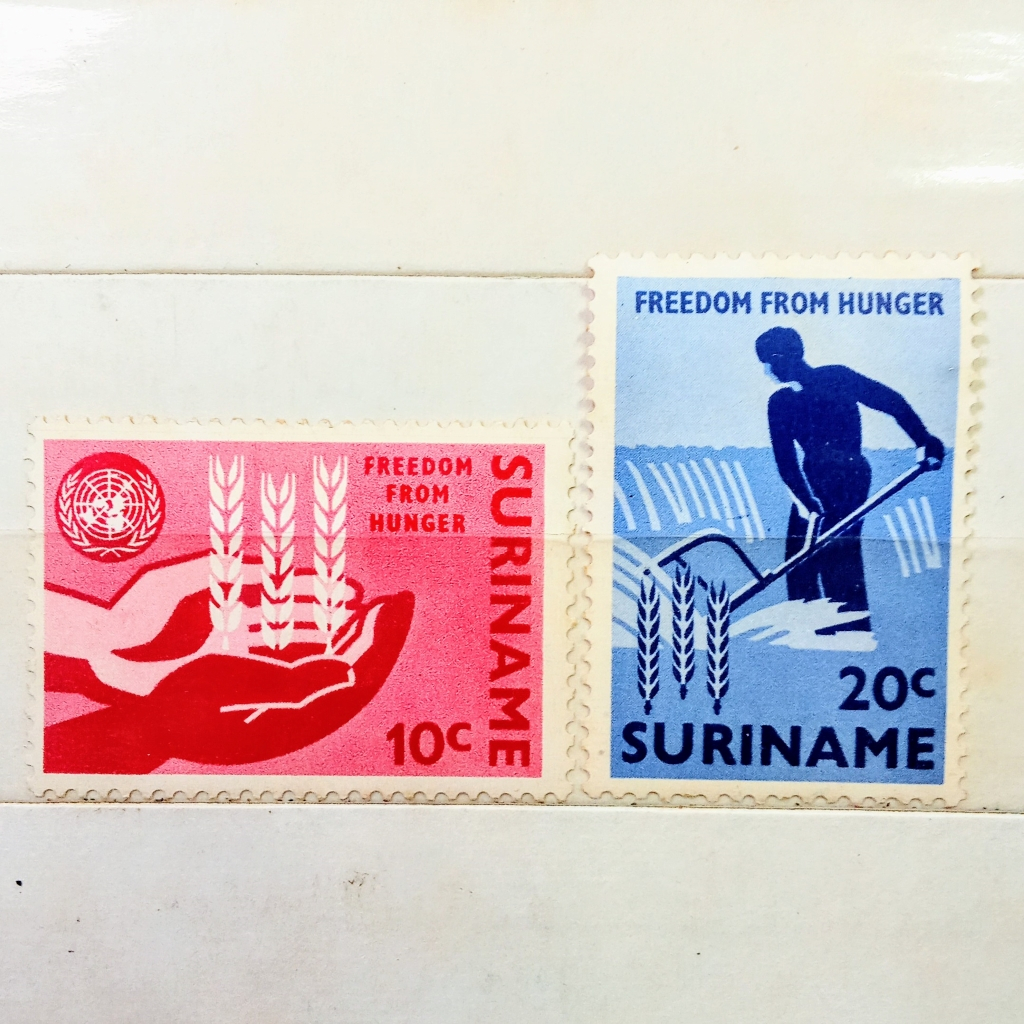 FREEDOM
FROM
HUNGER
SURINAME
10c
FREEDOM FROM HUNGER
20c
SURINAME